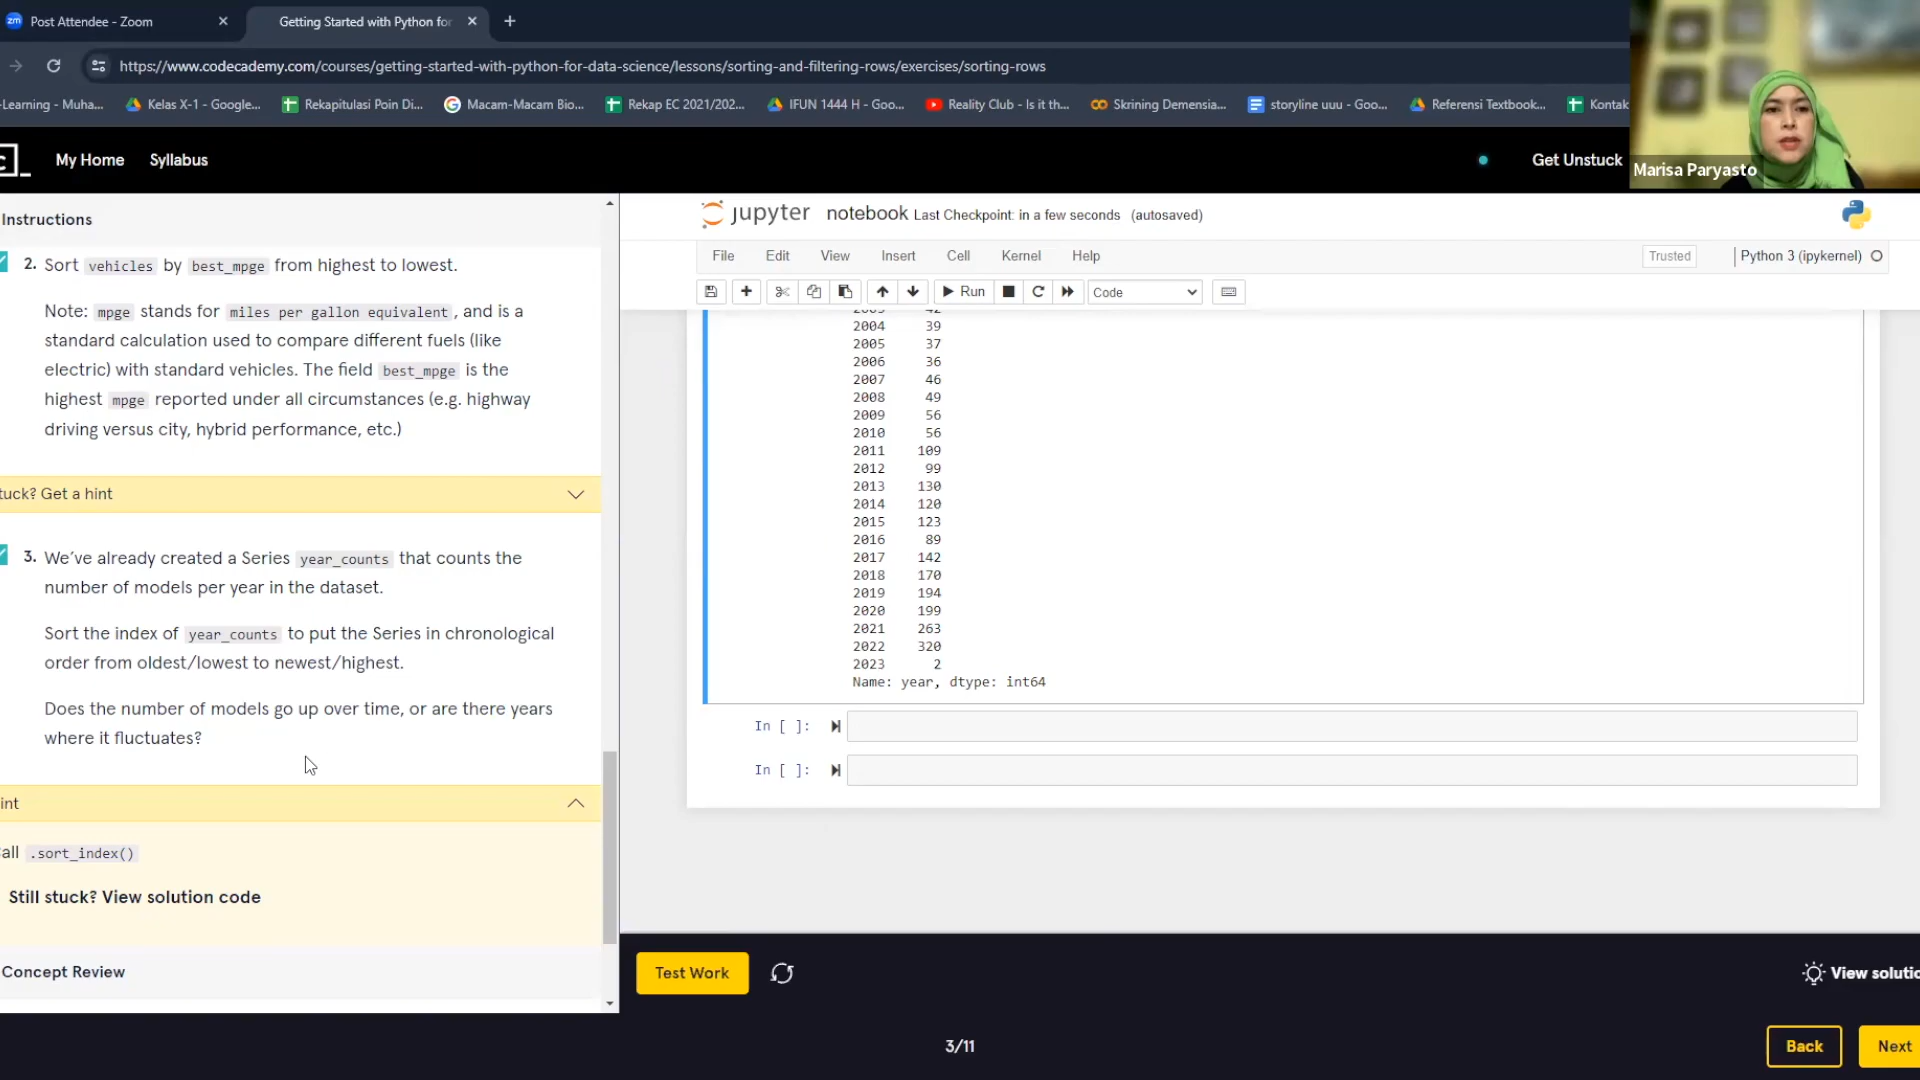 Post Attendee - Zoom
Getting Started with Python for
https://www.codecademy.com/courses/getting-started-with-python-for-data-science/lessons/sorting-and-filtering-rows/exercises/sorting-rows
-Learning - Muha...
Kelas X-1 - Google...
Rekapitulasi Poin Di...
Macam-Macam Bio...
Rekap EC 2021/202...
IFUN 1444 H - Goo...
Reality Club - Is it th...
Skrining Demensia...
storyline uuu - Goo...
Referensi Textbook...
Kontak
Marisa Paryasto
My Home
Syllabus
Get Unstuck
Instructions
2. Sort vehicles by best_mpge from highest to lowest.
Note: mpge stands for miles per gallon equivalent, and is a
standard calculation used to compare different fuels (like
electric) with standard vehicles. The field best_mpge is the
highest mpge reported under all circumstances (e.g. highway
driving versus city, hybrid performance, etc.)
tuck? Get a hint
3. We've already created a Series year_counts that counts the
number of models per year in the dataset.
Sort the index of year_counts to put the Series in chronological
order from oldest/lowest to newest/highest.
Does the number of models go up over time, or are there years
where it fluctuates?
int
all .sort_index()
Still stuck? View solution code
Concept Review
jupyter notebook Last Checkpoint: in a few seconds (autosaved)
File Edit View Insert Cell Kernel Help
Trusted
Python 3 (ipykernel)
Run
Code
2004 39
2005 37
2006 36
2007 46
2008 49
2009 56
2010 56
2011 109
2012 99
2013 130
2014 120
2015 123
2016 89
2017 142
2018 170
2019 194
2020 199
2021 263
2022 320
2023 2
Name: year, dtype: int64
In [ ]:
In [ ]:
Test Work
View solutio
3/11
Back
Next